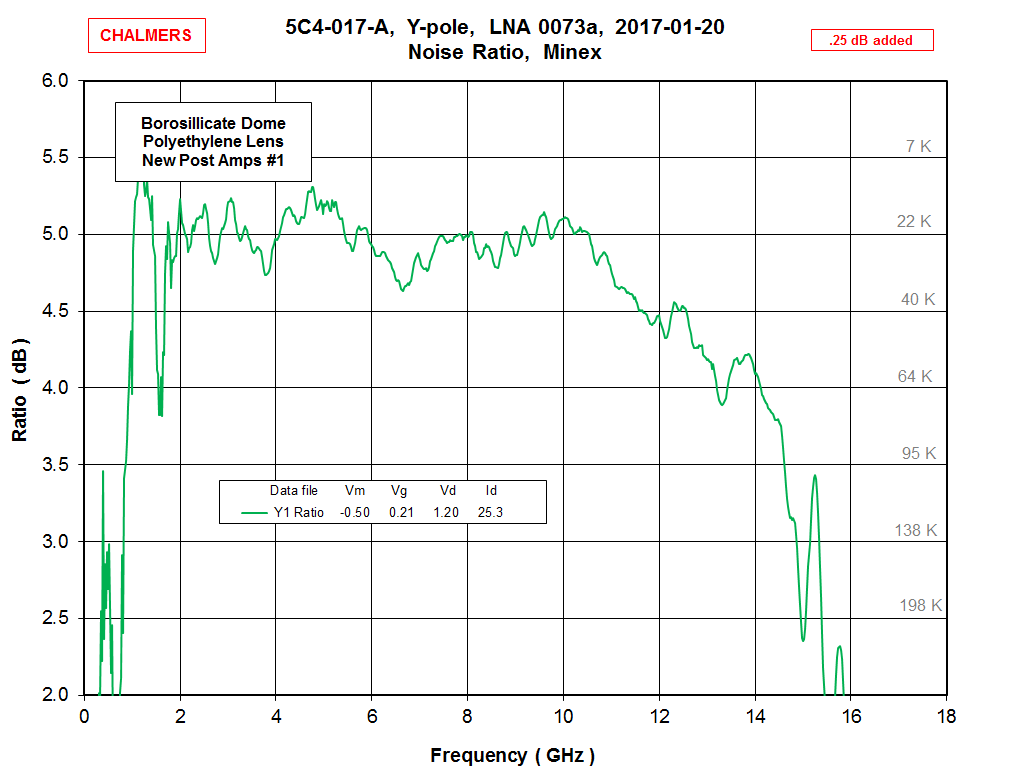 5C4-017-A, Y-pole, LNA 0073a, 2017-01-20
Noise Ratio, Minex
CHALMERS
.25 dB added
Borosillicate Dome
Polyethylene Lens
New Post Amps #1
6.0
5.5
5.0
4.5
4.0
3.5
3.0
2.5
2.0
Ratio ( dB )
7 K
22 K
40 K
64 K
95 K
138 K
198 K
Data file Vm Vg Vd Id
Y1 Ratio -0.50 0.21 1.20 25.3
0 2 4 6 8 10 12 14 16 18
Frequency ( GHz )